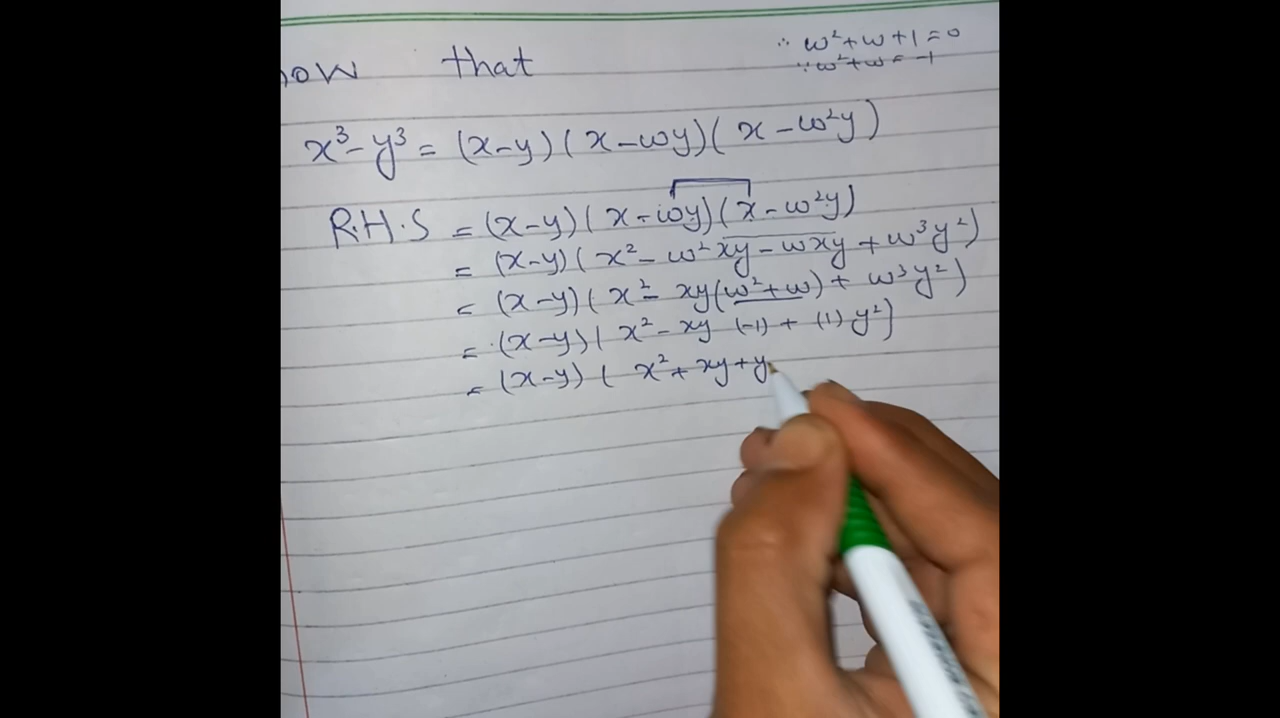 now that
∴ ω²+ω+1=0
∵ ω²+ω=-1
x³-y³=(x-y)(x-ωy)(x-ω²y)
R.H.S =(x-y)(x-ωy)(x-ω²y)
=(x-y)(x²-ω²xy-ωxy+ω³y²)
=(x-y)(x²-xy(ω²+ω)+ω³y²)
=(x-y)(x²-xy(-1)+(1)y²)
=(x-y)(x²+xy+y